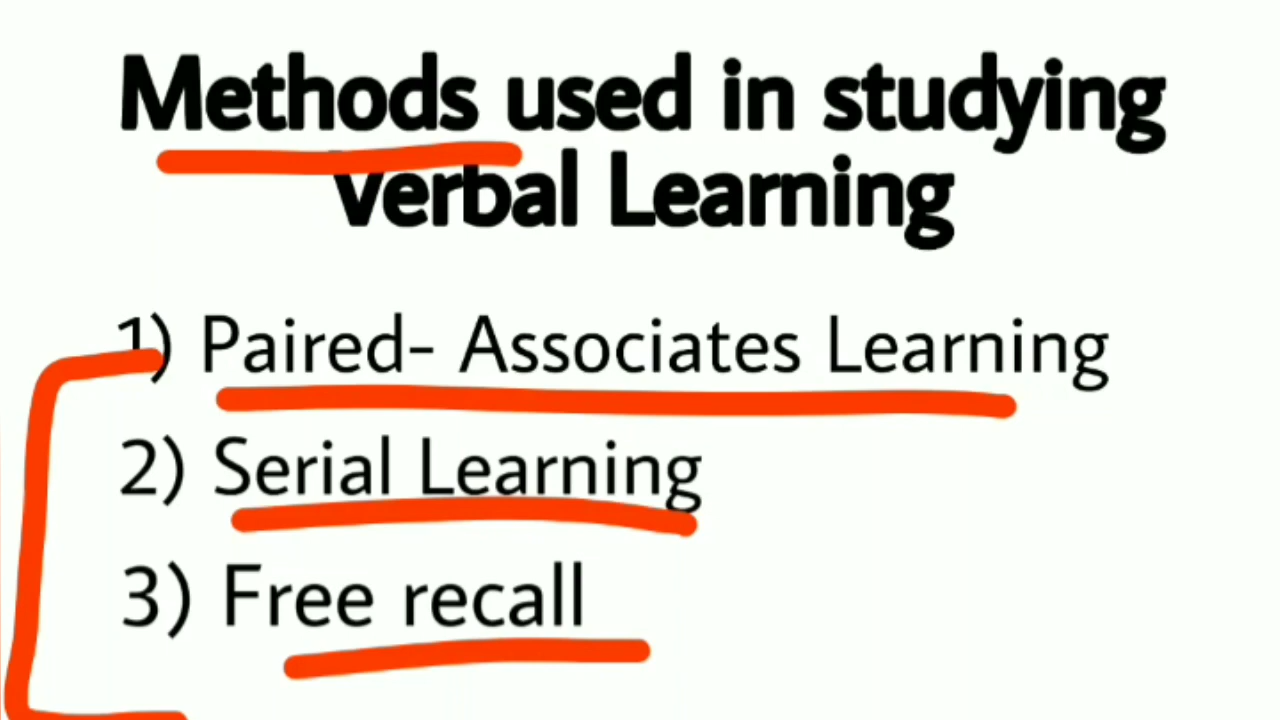 Methods used in studying
verbal Learning
1) Paired- Associates Learning
2) Serial Learning
3) Free recall